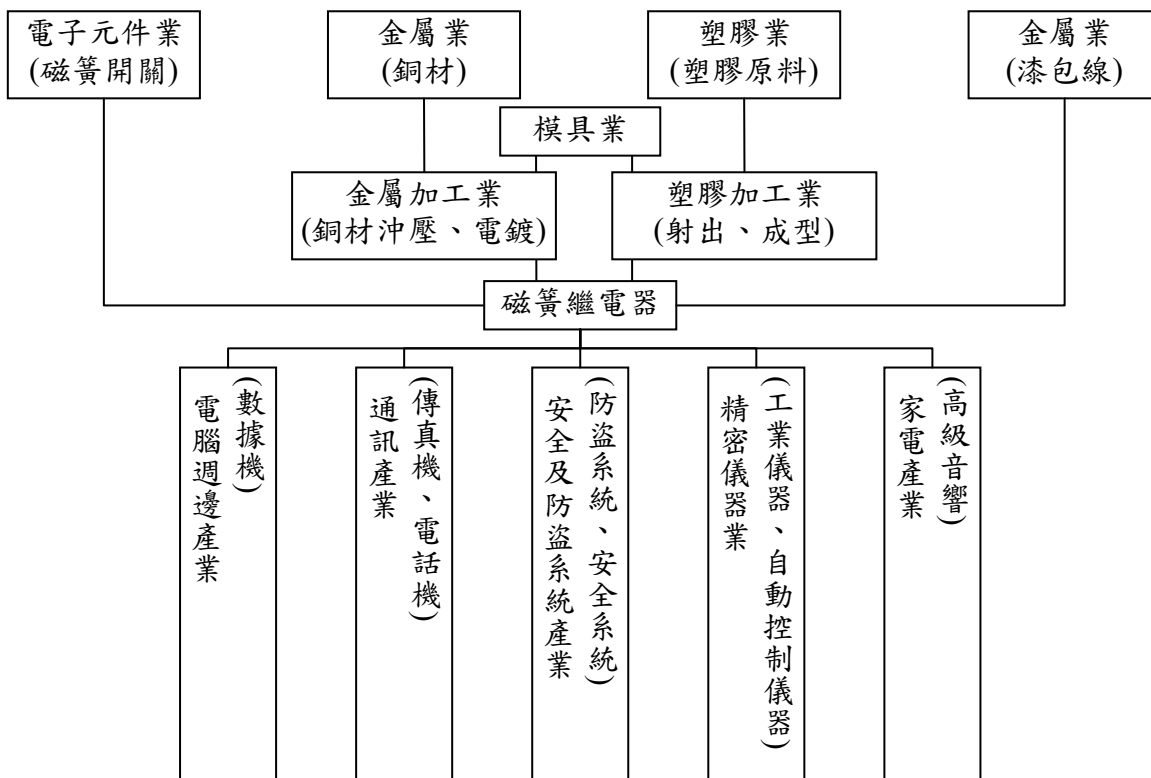 電子元件業
(磁簧開關)
金屬業
(銅材)
塑膠業
(塑膠原料)
金屬業
(漆包線)
模具業
金屬加工業
(銅材沖壓、電鍍)
塑膠加工業
(射出、成型)
磁簧繼電器
(數據機)
電腦週邊產業
(傳真機、電話機)
通訊產業
(防盜系統、安全系統)
安全及防盜系統產業
(工業儀器、自動控制儀器)
精密儀器業
(高級音響)
家電產業